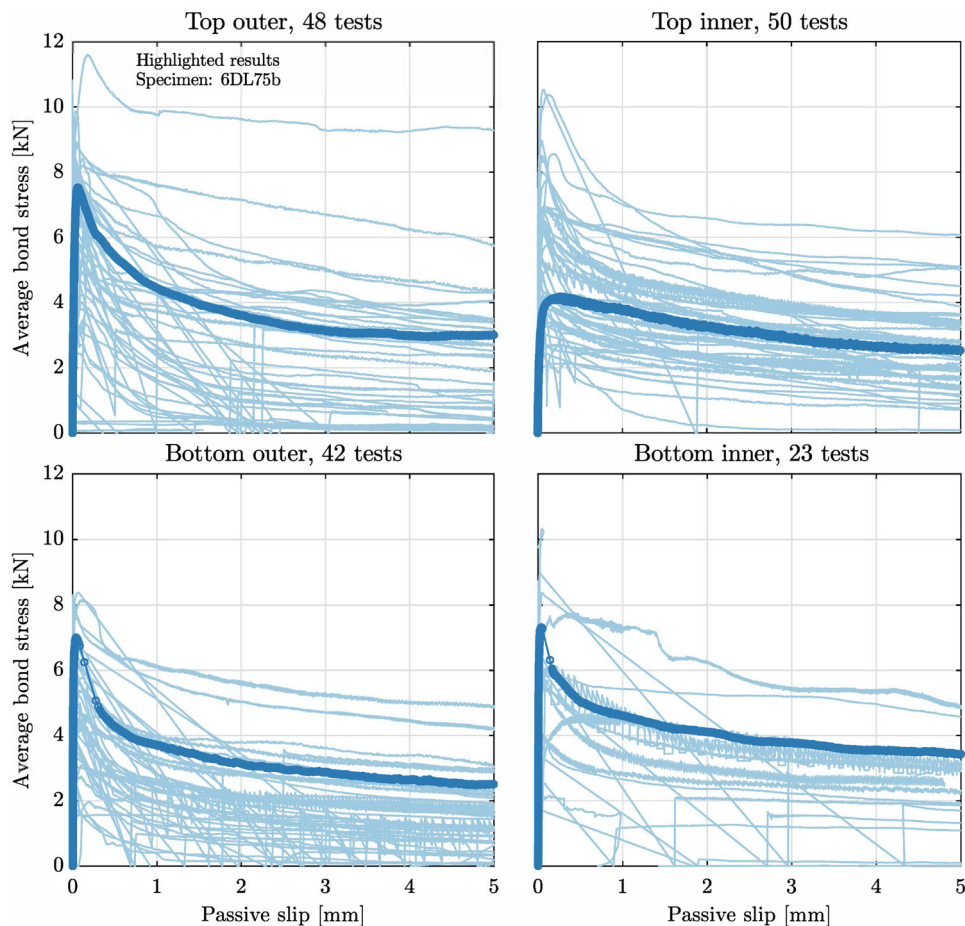 Top outer, 48 tests
Top inner, 50 tests
12
10
8
6
4
2
0
Average bond stress [kN]
Highlighted results
Specimen: 6DL75b
Bottom outer, 42 tests
Bottom inner, 23 tests
12
10
8
6
4
2
0
Average bond stress [kN]
0 1 2 3 4 5
0 1 2 3 4 5
Passive slip [mm]
Passive slip [mm]